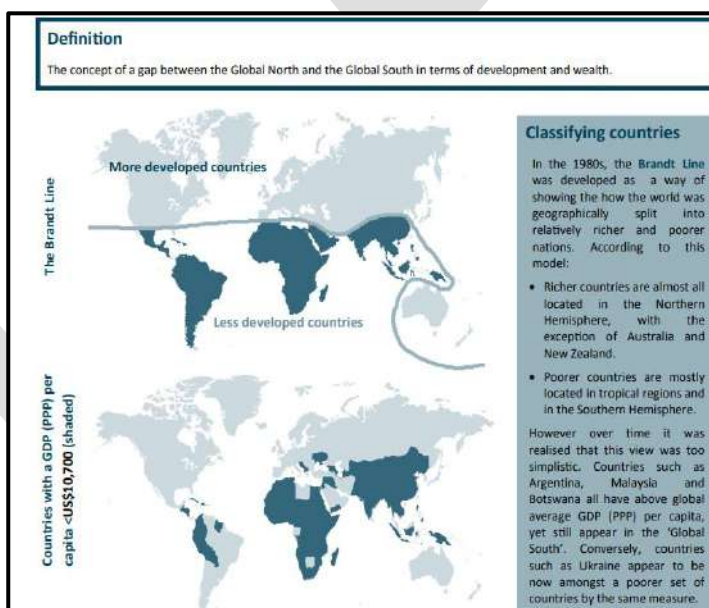 Definition
The concept of a gap between the Global North and the Global South in terms of development and wealth.
The Brandt Line
More developed countries
Less developed countries
Countries with a GDP (PPP) per
capita <US$10,700 (shaded)
Classifying countries
In the 1980s, the Brandt Line
was developed as a way of
showing the how the world was
geographically split into
relatively richer and poorer
nations. According to this
model:
• Richer countries are almost all
located in the Northern
Hemisphere, with the
exception of Australia and
New Zealand.
• Poorer countries are mostly
located in tropical regions and
in the Southern Hemisphere.
However over time it was
realised that this view was too
simplistic. Countries such as
Argentina, Malaysia and
Botswana all have above global
average GDP (PPP) per capita,
yet still appear in the 'Global
South'. Conversely, countries
such as Ukraine appear to be
now amongst a poorer set of
countries by the same measure.